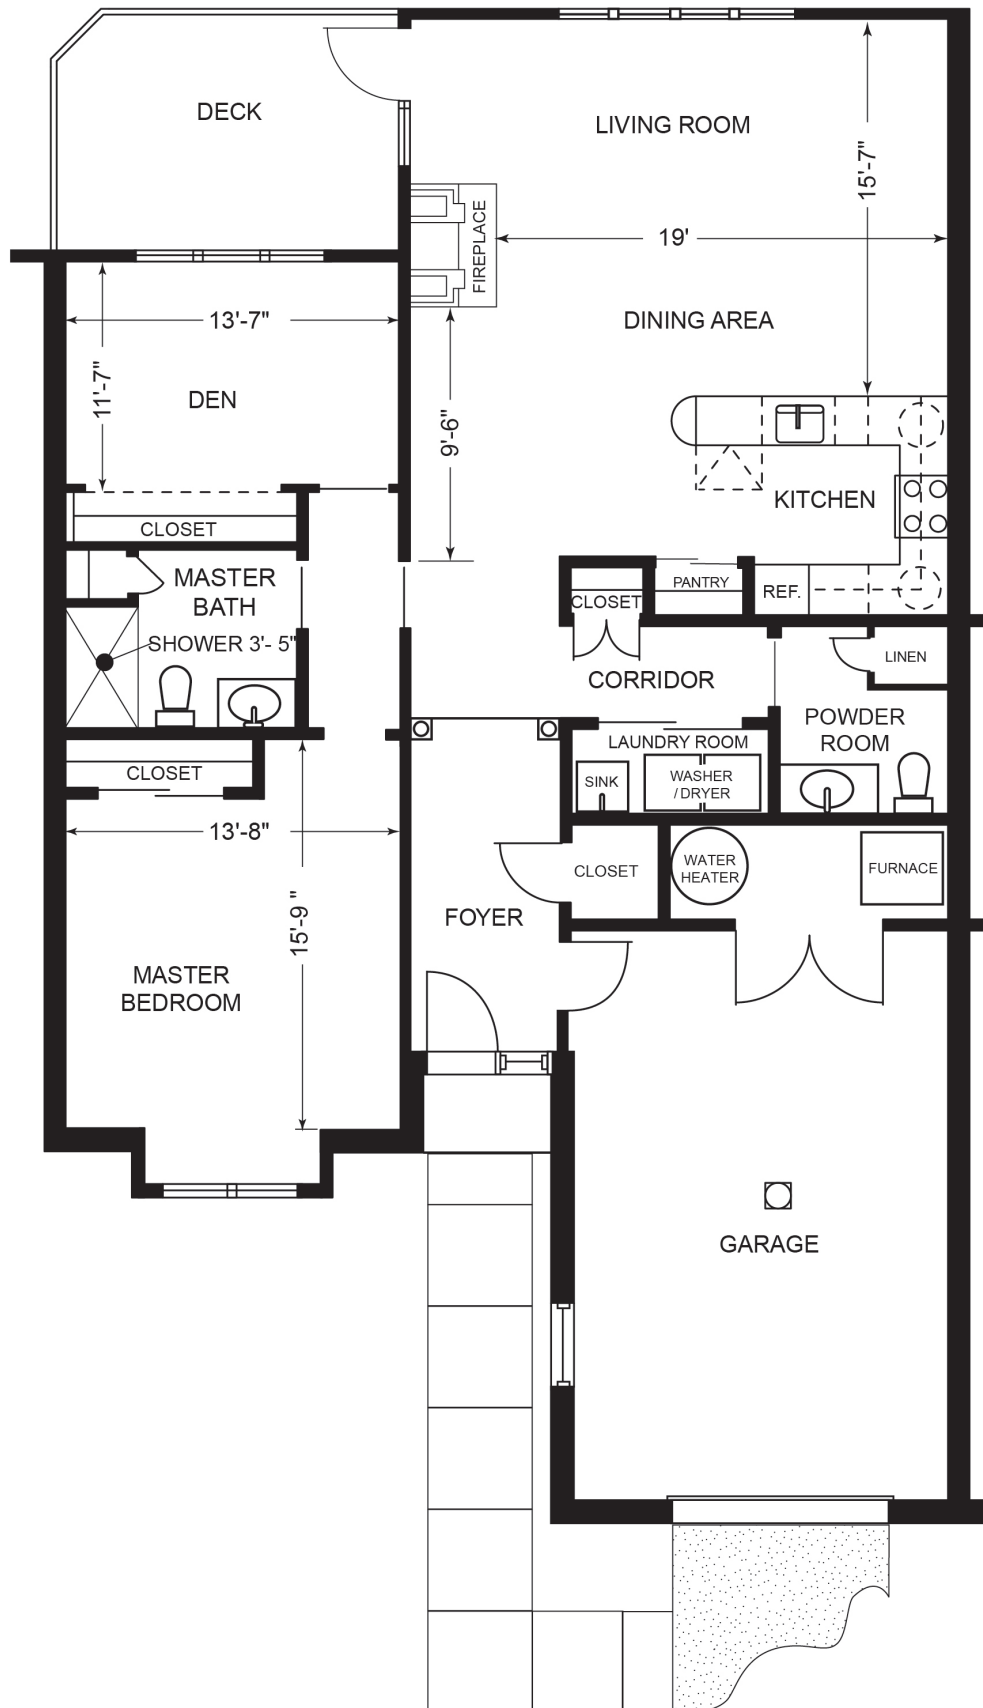 DECK
LIVING ROOM
15'-7"
FIREPLACE
19'
13'-7"
DINING AREA
11'-7"
DEN
9'-6"
KITCHEN
CLOSET
MASTER
BATH
PANTRY
REF.
CLOSET
SHOWER 3'- 5"
LINEN
CORRIDOR
POWDER
ROOM
LAUNDRY ROOM
CLOSET
SINK
WASHER
/ DRYER
13'-8"
WATER
HEATER
FURNACE
CLOSET
15'-9 "
FOYER
MASTER
BEDROOM
GARAGE